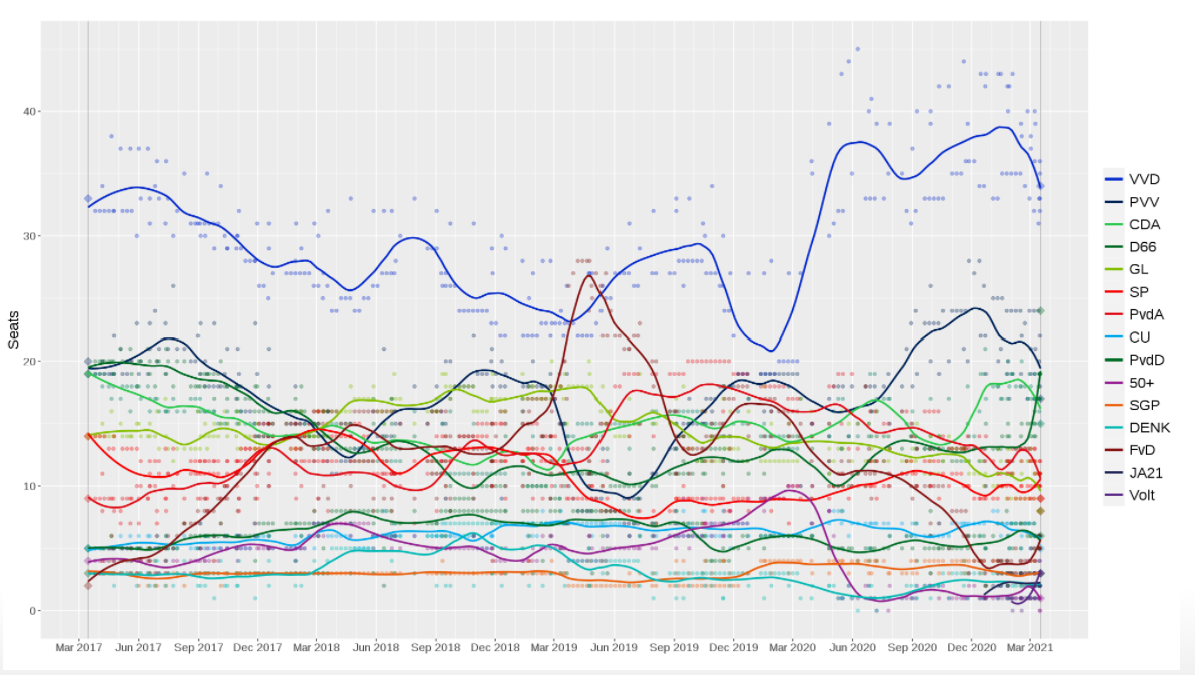 Seats
40
30
20
10
0
Mar 2017 Jun 2017 Sep 2017 Dec 2017 Mar 2018 Jun 2018 Sep 2018 Dec 2018 Mar 2019 Jun 2019 Sep 2019 Dec 2019 Mar 2020 Jun 2020 Sep 2020 Dec 2020 Mar 2021
VVD
PVV
CDA
D66
GL
SP
PvdA
CU
PvdD
50+
SGP
DENK
FvD
JA21
Volt